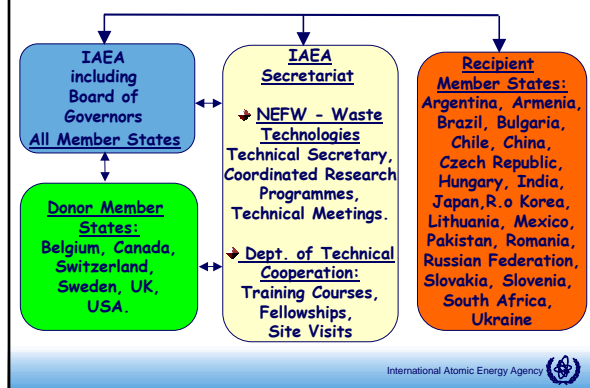 IAEA
including
Board of
Governors
All Member States
Donor Member
States:
Belgium, Canada,
Switzerland,
Sweden, UK,
USA.
IAEA
Secretariat
NEFW - Waste
Technologies
Technical Secretary,
Coordinated Research
Programmes,
Technical Meetings.
Dept. of Technical
Cooperation:
Training Courses,
Fellowships,
Site Visits
Recipient
Member States:
Argentina, Armenia,
Brazil, Bulgaria,
Chile, China,
Czech Republic,
Hungary, India,
Japan,R.o Korea,
Lithuania, Mexico,
Pakistan, Romania,
Russian Federation,
Slovakia, Slovenia,
South Africa,
Ukraine
International Atomic Energy Agency